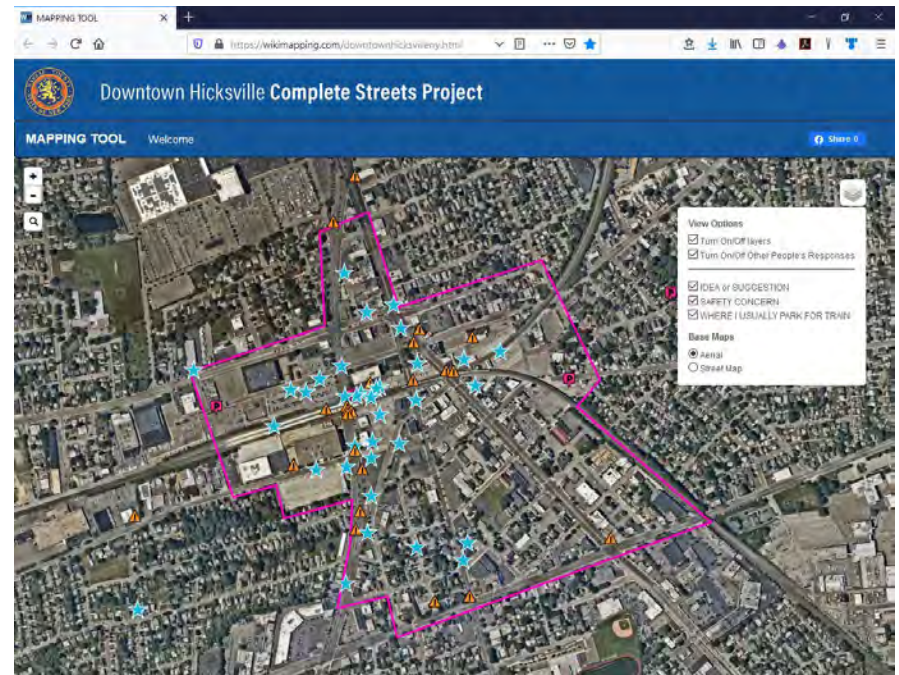 MAPPING TOOL
https://wikimapping.com/downtownhicksvilleny.html
Downtown Hicksville Complete Streets Project
MAPPING TOOL Welcome
Share 0
View Options
Turn On/Off layers
Turn On/Off Other People's Responses
IDEA or SUGGESTION
SAFETY CONCERN
WHERE I USUALLY PARK FOR TRAIN
Base Maps
Aerial
Street Map